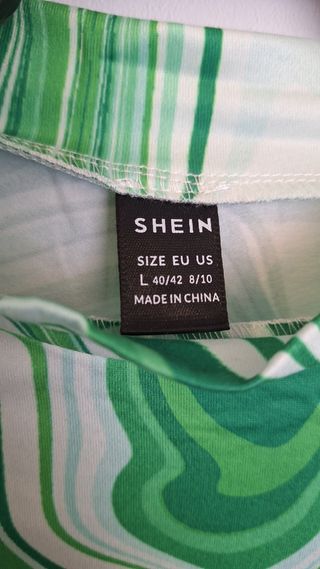 SHEIN
SIZE EU US
L 40/42 8/10
MADE IN CHINA